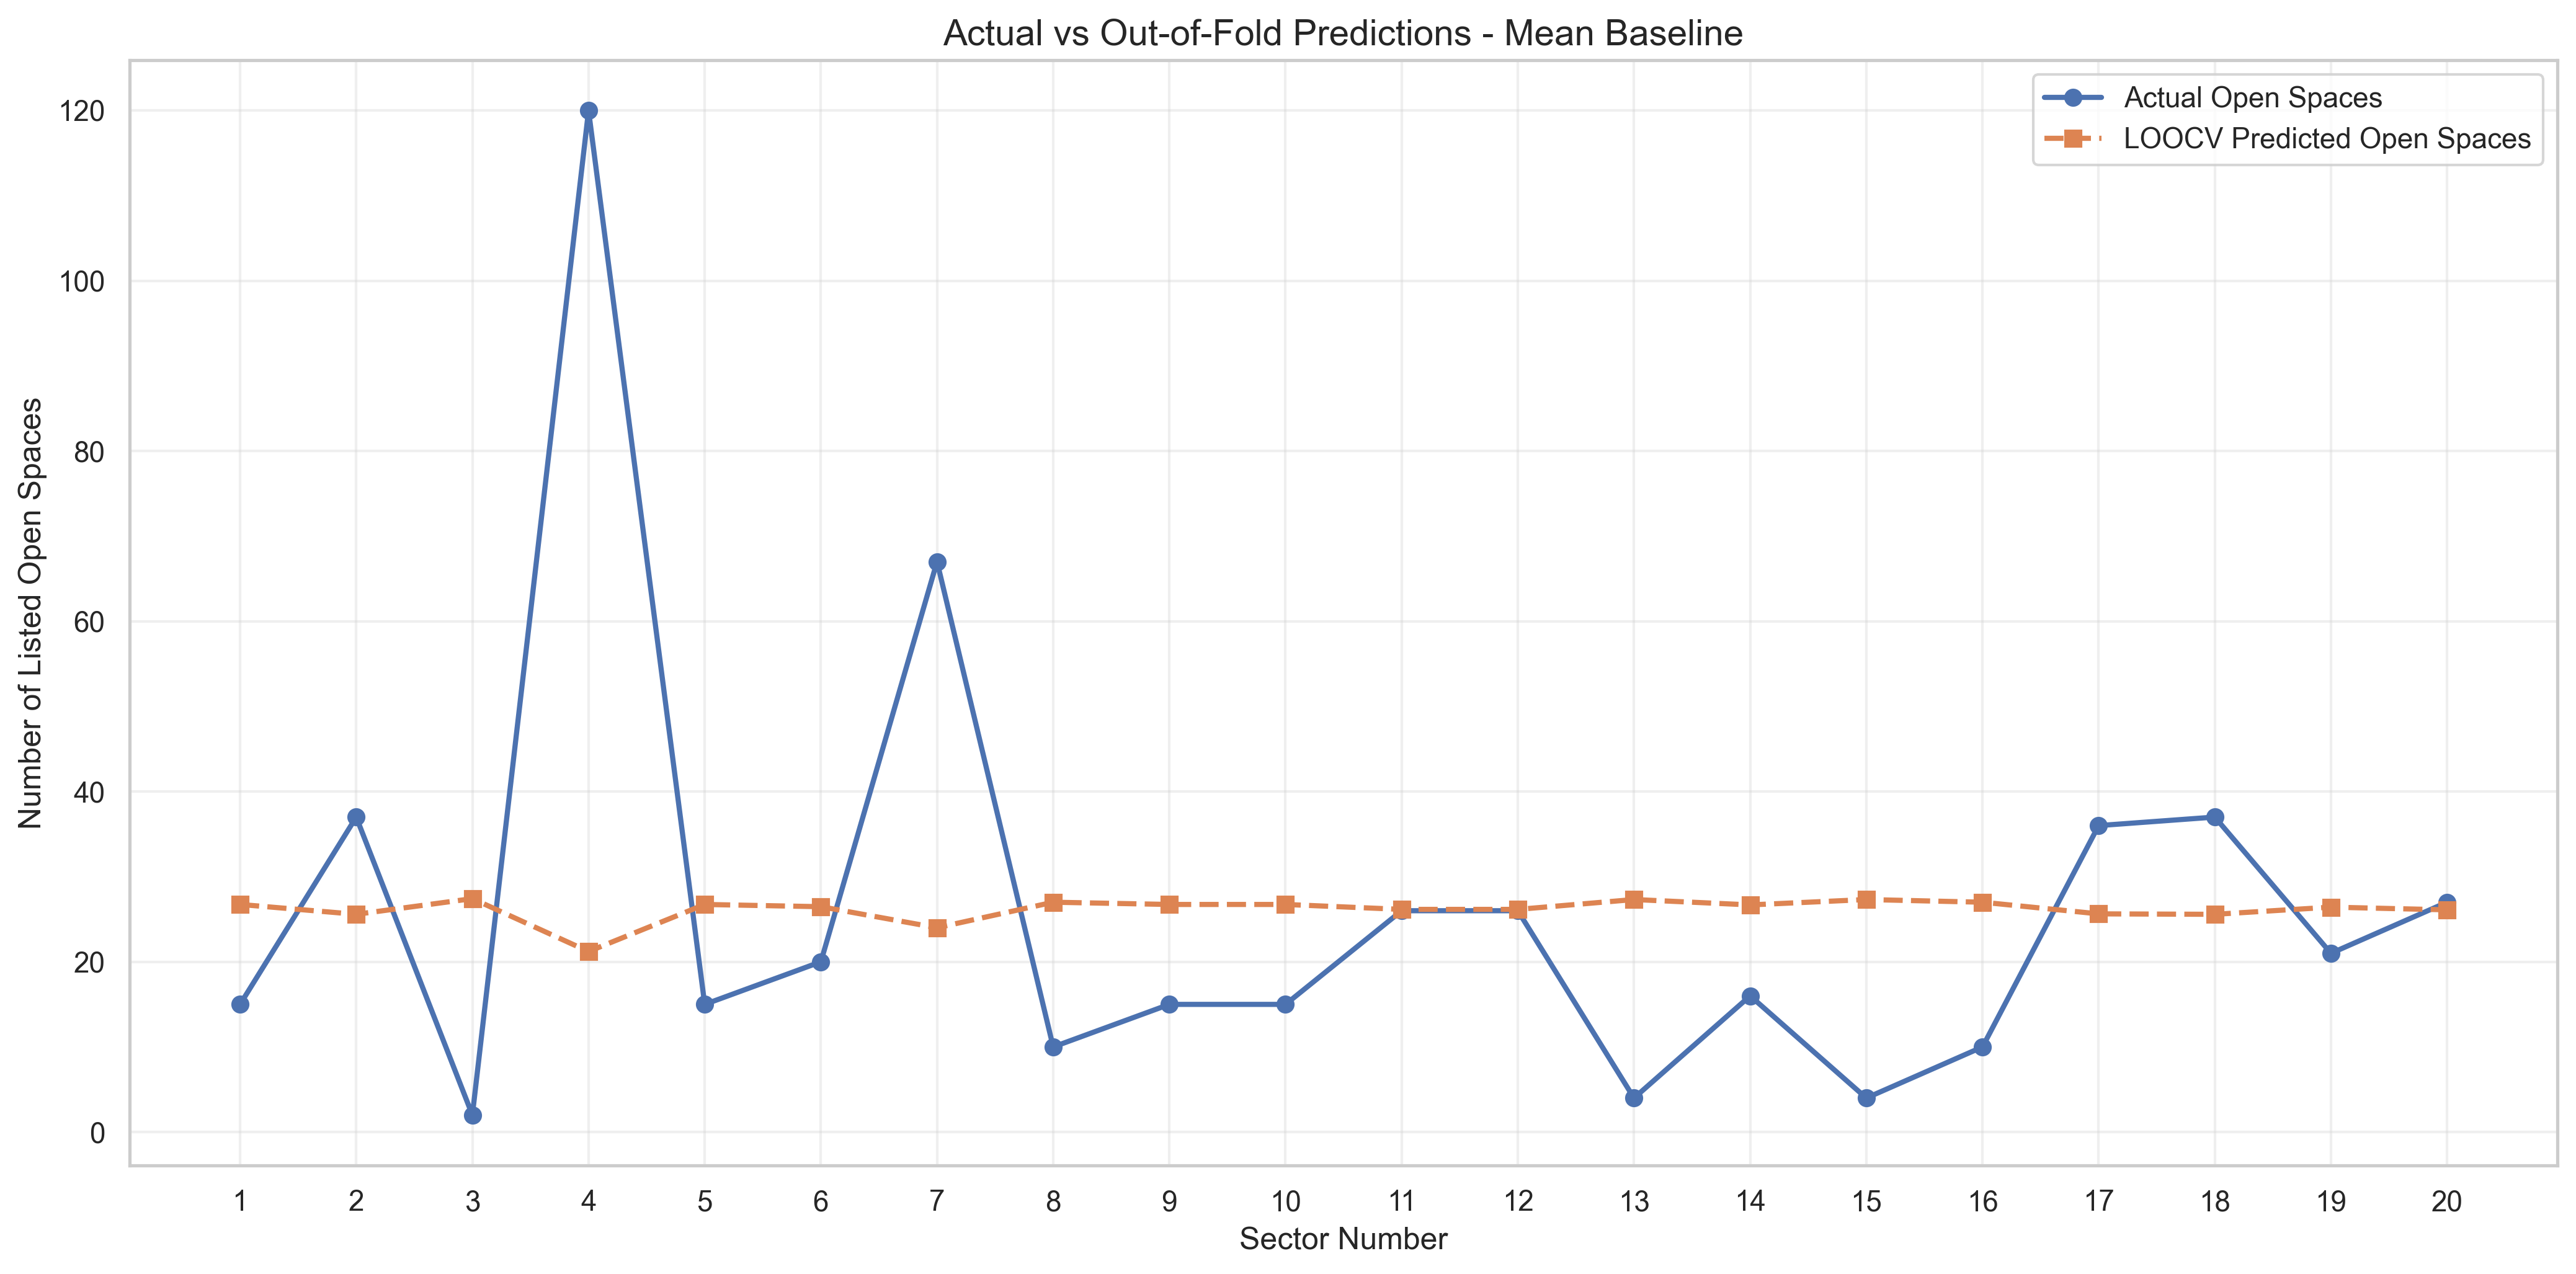 Actual vs Out-of-Fold Predictions - Mean Baseline
Actual Open Spaces
LOOCV Predicted Open Spaces
Number of Listed Open Spaces
120
100
80
60
40
20
0
1 2 3 4 5 6 7 8 9 10 11 12 13 14 15 16 17 18 19 20
Sector Number